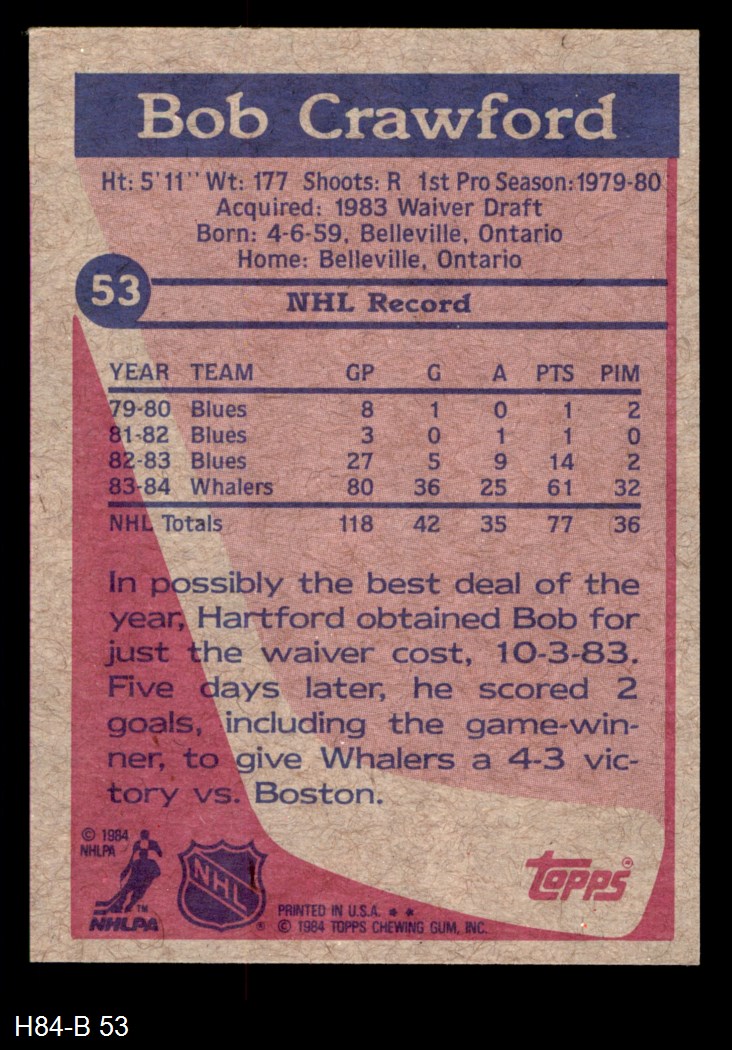 Bob Crawford
Ht: 5'11" Wt: 177 Shoots: R 1st Pro Season: 1979-80
Acquired: 1983 Waiver Draft
Born: 4-6-59, Belleville, Ontario
Home: Belleville, Ontario
53
NHL Record
YEAR TEAM GP G A PTS PIM
79-80 Blues 8 1 0 1 2
81-82 Blues 3 0 1 1 0
82-83 Blues 27 5 9 14 2
83-84 Whalers 80 36 25 61 32
NHL Totals 118 42 35 77 36
In possibly the best deal of the
year, Hartford obtained Bob for
just the waiver cost, 10-3-83.
Five days later, he scored 2
goals, including the game-win-
ner, to give Whalers a 4-3 vic-
tory vs. Boston.
© 1984
NHLPA
NHL
™
NHLPA
®
topps®
PRINTED IN U.S.A. **
© 1984 TOPPS CHEWING GUM, INC.
H84-B 53